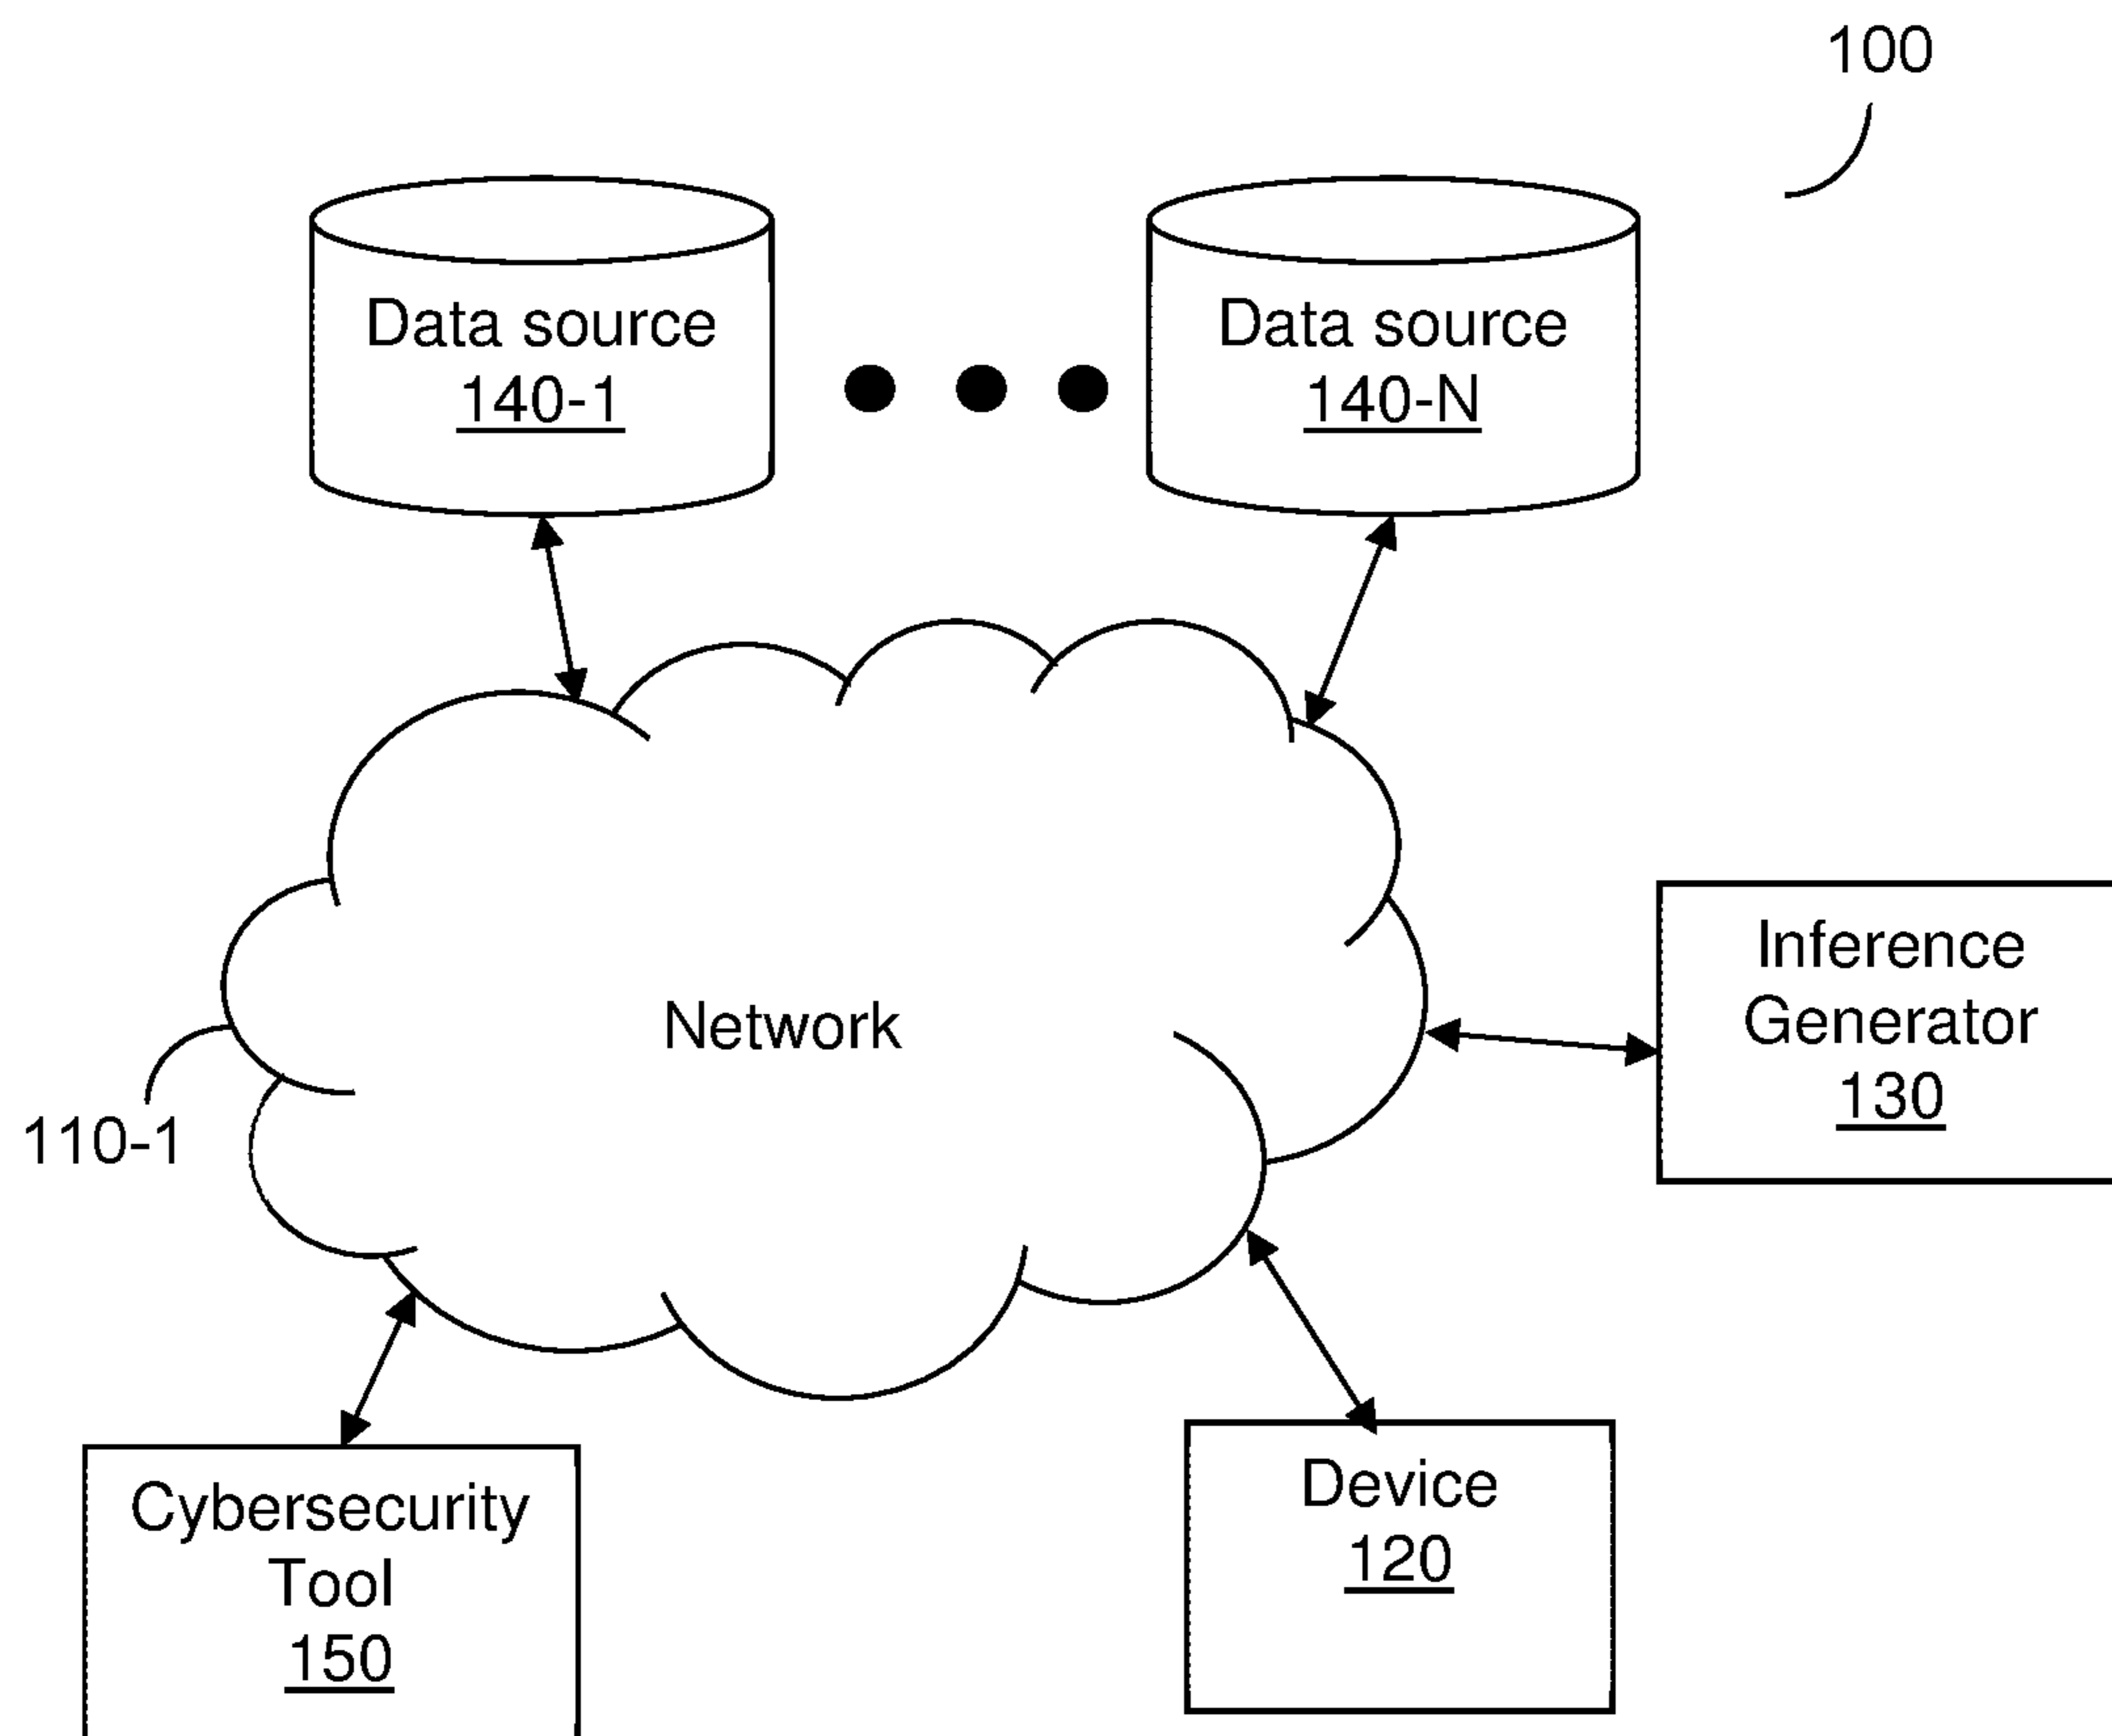 100
Data source
140-1
Data source
140-N
Network
Inference
Generator
130
110-1
Cybersecurity
Tool
150
Device
120